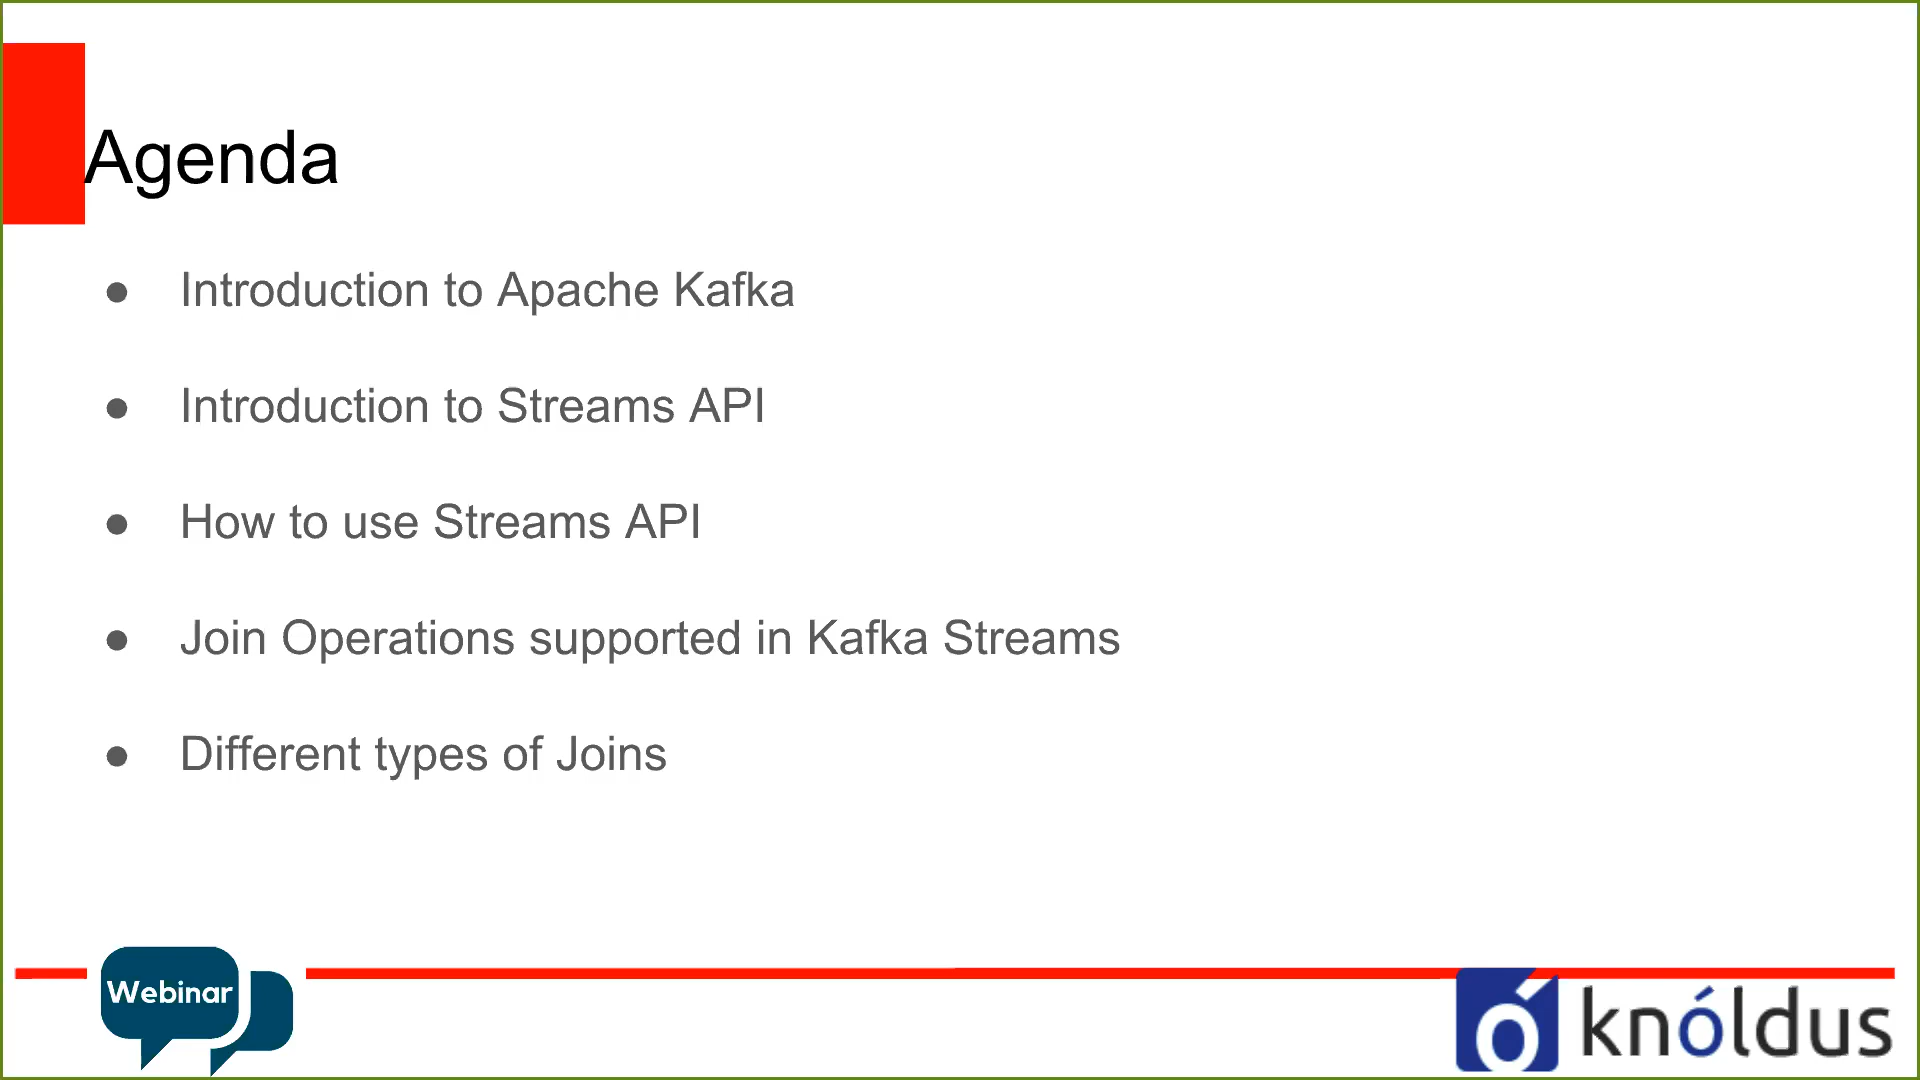 Agenda
● Introduction to Apache Kafka
● Introduction to Streams API
● How to use Streams API
● Join Operations supported in Kafka Streams
● Different types of Joins
Webinar
knóldus